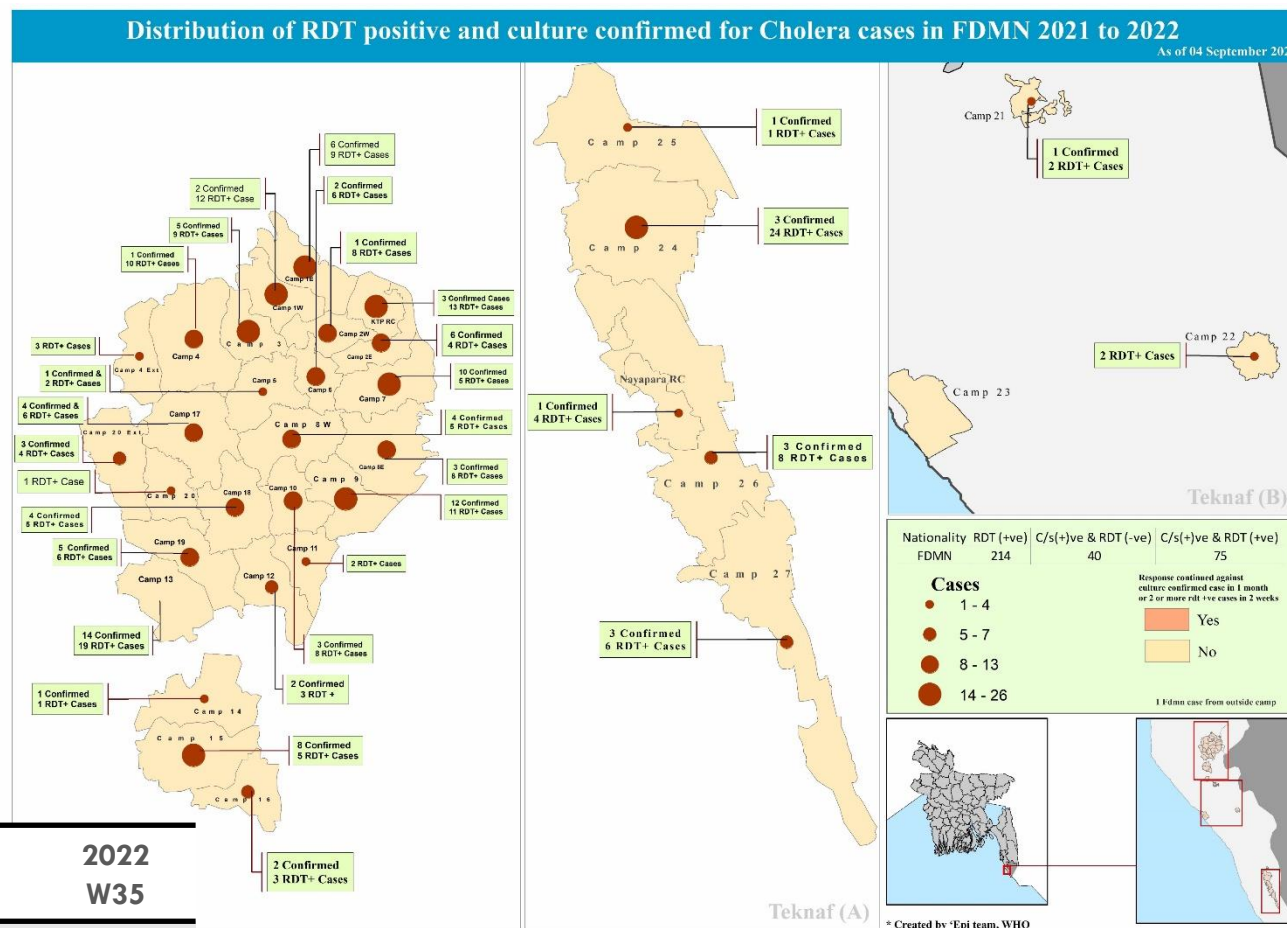 Distribution of RDT positive and culture confirmed for Cholera cases in FDMN 2021 to 2022
As of 04 September 202
6 Confirmed
9 RDT+ Cases
2 Confirmed
12 RDT+ Case
2 Confirmed
6 RDT+ Cases
5 Confirmed
9 RDT+ Cases
1 Confirmed
8 RDT+ Cases
1 Confirmed
10 RDT+ Cases
Camp 1E
Camp 1W
3 Confirmed Cases
13 RDT+ Cases
KTP RC
Camp 2W
Camp 3
Camp 4
6 Confirmed
4 RDT+ Cases
3 RDT+ Cases
Camp 4 Ext
Camp 2E
1 Confirmed &
2 RDT+ Cases
Camp 5
Camp 6
Camp 7
10 Confirmed
5 RDT+ Cases
4 Confirmed &
6 RDT+ Cases
Camp 17
Camp 8W
4 Confirmed
5 RDT+ Cases
Camp 20 Ext
3 Confirmed
4 RDT+ Cases
Camp 8E
3 Confirmed
6 RDT+ Cases
1 RDT+ Case
Camp 20
Camp 18
Camp 10
Camp 9
12 Confirmed
11 RDT+ Cases
4 Confirmed
5 RDT+ Cases
5 Confirmed
6 RDT+ Cases
Camp 19
Camp 11
2 RDT+ Cases
Camp 13
Camp 12
14 Confirmed
19 RDT+ Cases
3 Confirmed
8 RDT+ Cases
2 Confirmed
3 RDT +
1 Confirmed
1 RDT+ Cases
Camp 14
Camp 15
8 Confirmed
5 RDT+ Cases
Camp 16
2 Confirmed
3 RDT+ Cases
2022
W35
1 Confirmed
1 RDT+ Cases
Camp 25
3 Confirmed
24 RDT+ Cases
Camp 24
Nayapara RC
1 Confirmed
4 RDT+ Cases
3 Confirmed
8 RDT+ Cases
Camp 26
Camp 27
3 Confirmed
6 RDT+ Cases
Teknaf (A)
Camp 21
1 Confirmed
2 RDT+ Cases
Camp 22
2 RDT+ Cases
Camp 23
Teknaf (B)
Nationality RDT (+ve) C/s(+)ve & RDT (-ve) C/s(+)ve & RDT (+ve)
FDMN 214 40 75
Cases
1 - 4
5 - 7
8 - 13
14 - 26
Response continued against
culture confirmed case in 1 month
or 2 or more rdt +ve cases in 2 weeks
Yes
No
1 Fdmn case from outside camp
* Created by 'Epi team, WHO